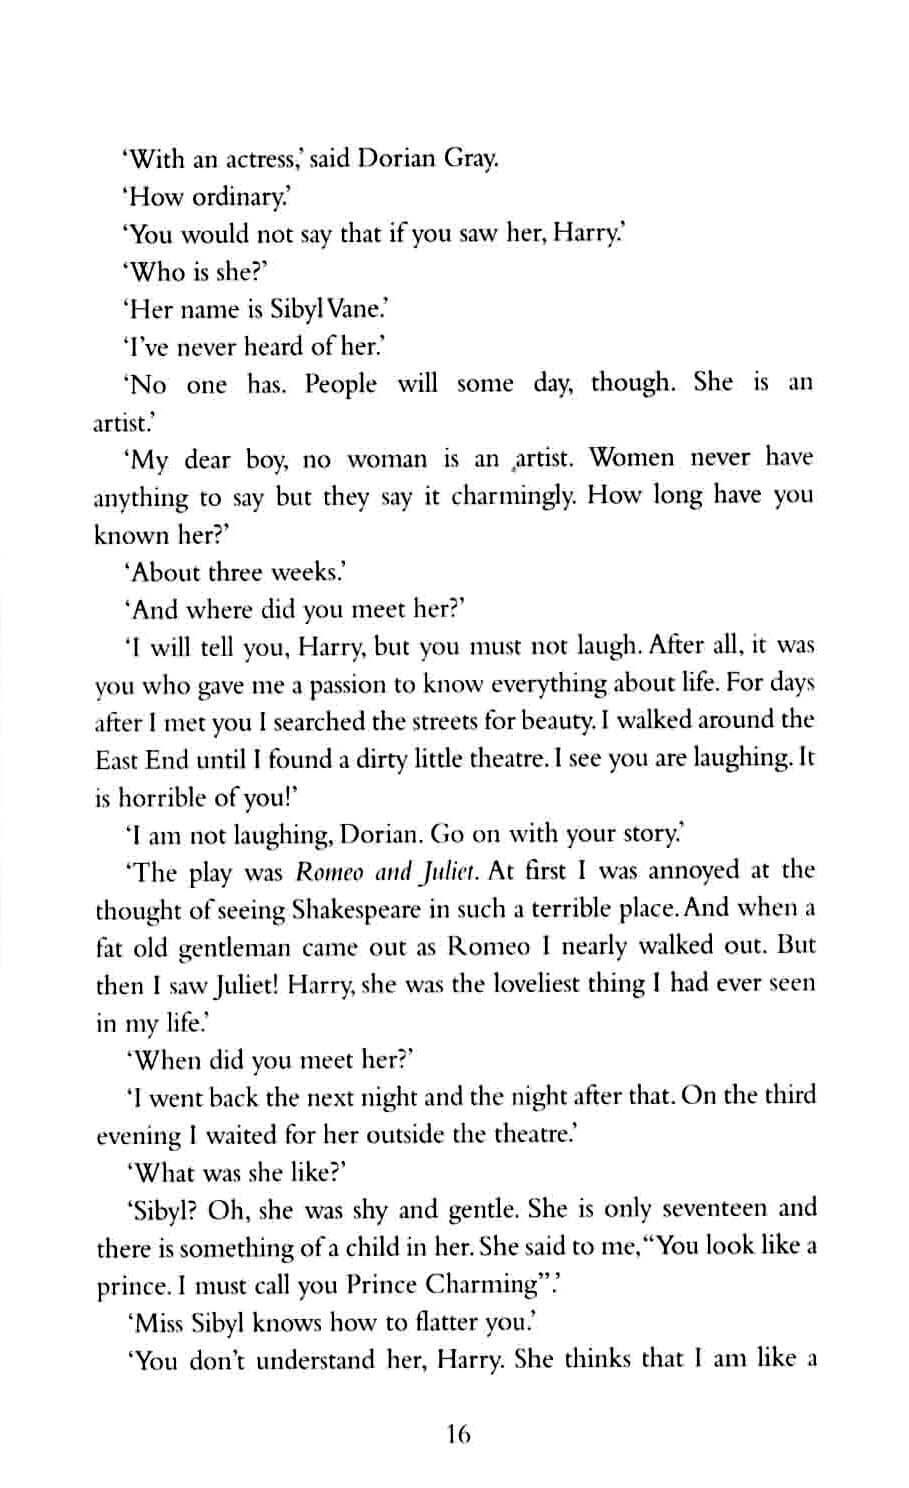 ‘With an actress,’ said Dorian Gray.
‘How ordinary.’
‘You would not say that if you saw her, Harry.’
‘Who is she?’
‘Her name is Sibyl Vane.’
‘I’ve never heard of her.’
‘No one has. People will some day, though. She is an
artist.’
‘My dear boy, no woman is an artist. Women never have
anything to say but they say it charmingly. How long have you
known her?’
‘About three weeks.’
‘And where did you meet her?’
‘I will tell you, Harry, but you must not laugh. After all, it was
you who gave me a passion to know everything about life. For days
after I met you I searched the streets for beauty. I walked around the
East End until I found a dirty little theatre. I see you are laughing. It
is horrible of you!’
‘I am not laughing, Dorian. Go on with your story.’
‘The play was Romeo and Juliet. At first I was annoyed at the
thought of seeing Shakespeare in such a terrible place. And when a
fat old gentleman came out as Romeo I nearly walked out. But
then I saw Juliet! Harry, she was the loveliest thing I had ever seen
in my life.’
‘When did you meet her?’
‘I went back the next night and the night after that. On the third
evening I waited for her outside the theatre.’
‘What was she like?’
‘Sibyl? Oh, she was shy and gentle. She is only seventeen and
there is something of a child in her. She said to me, “You look like a
prince. I must call you Prince Charming”.’
‘Miss Sibyl knows how to flatter you.’
‘You don’t understand her, Harry. She thinks that I am like a
16